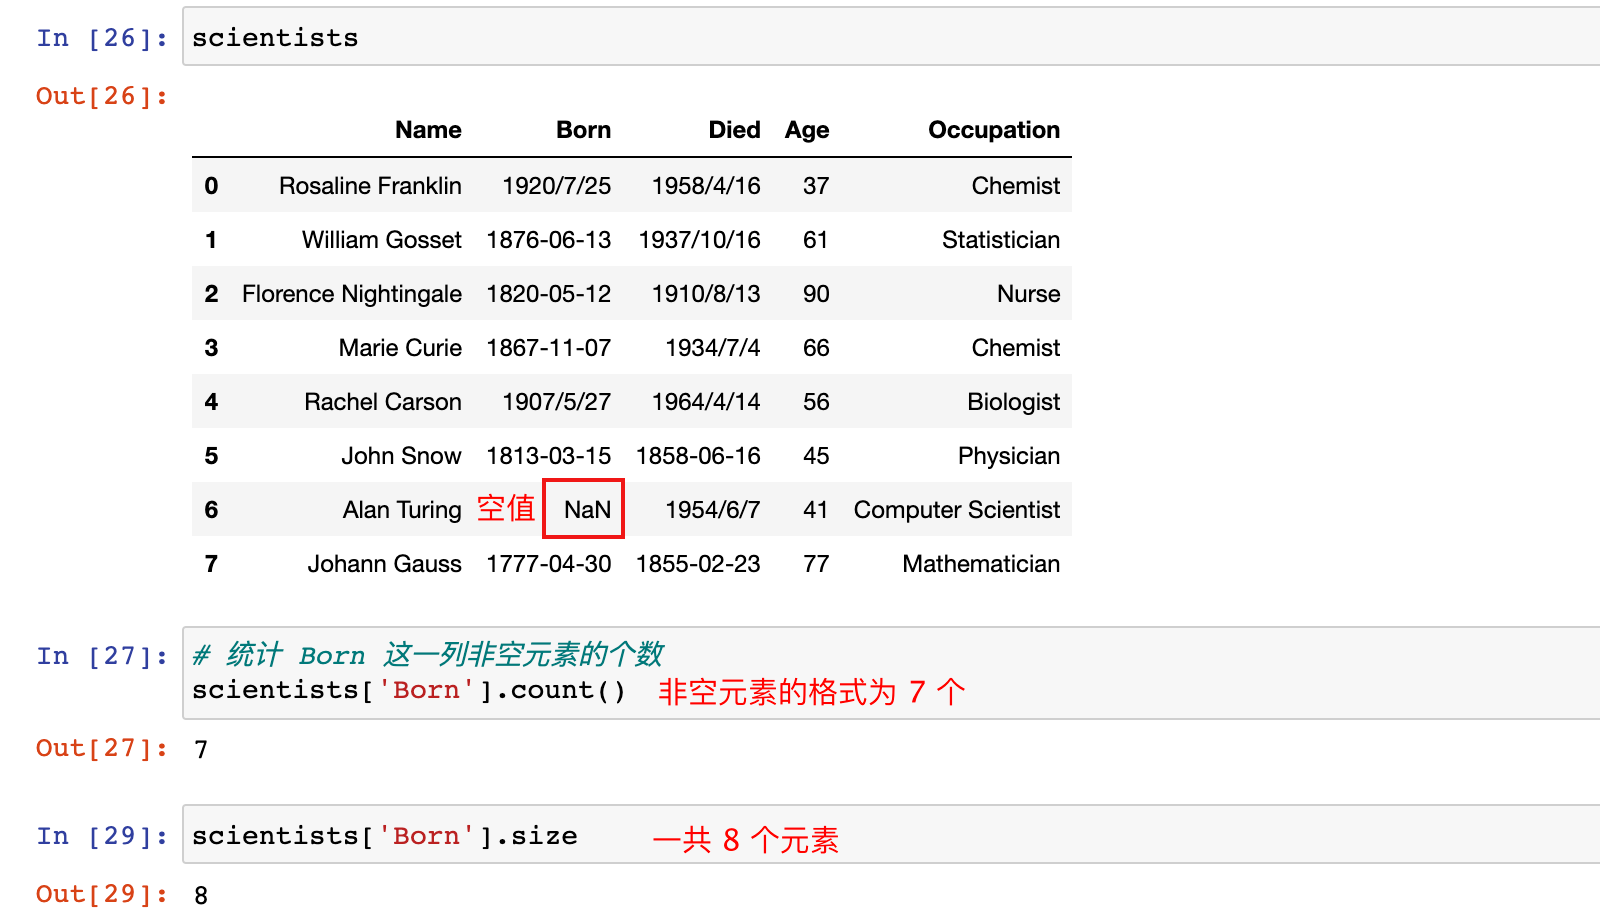 In [26]: scientists
Out[26]:
Name Born Died Age Occupation
0 Rosaline Franklin 1920/7/25 1958/4/16 37 Chemist
1 William Gosset 1876-06-13 1937/10/16 61 Statistician
2 Florence Nightingale 1820-05-12 1910/8/13 90 Nurse
3 Marie Curie 1867-11-07 1934/7/4 66 Chemist
4 Rachel Carson 1907/5/27 1964/4/14 56 Biologist
5 John Snow 1813-03-15 1858-06-16 45 Physician
6 Alan Turing 空值 NaN 1954/6/7 41 Computer Scientist
7 Johann Gauss 1777-04-30 1855-02-23 77 Mathematician
In [27]: # 统计 Born 这一列非空元素的个数
scientists['Born'].count() 非空元素的格式为 7 个
Out[27]: 7
In [29]: scientists['Born'].size 一共 8 个元素
Out[29]: 8